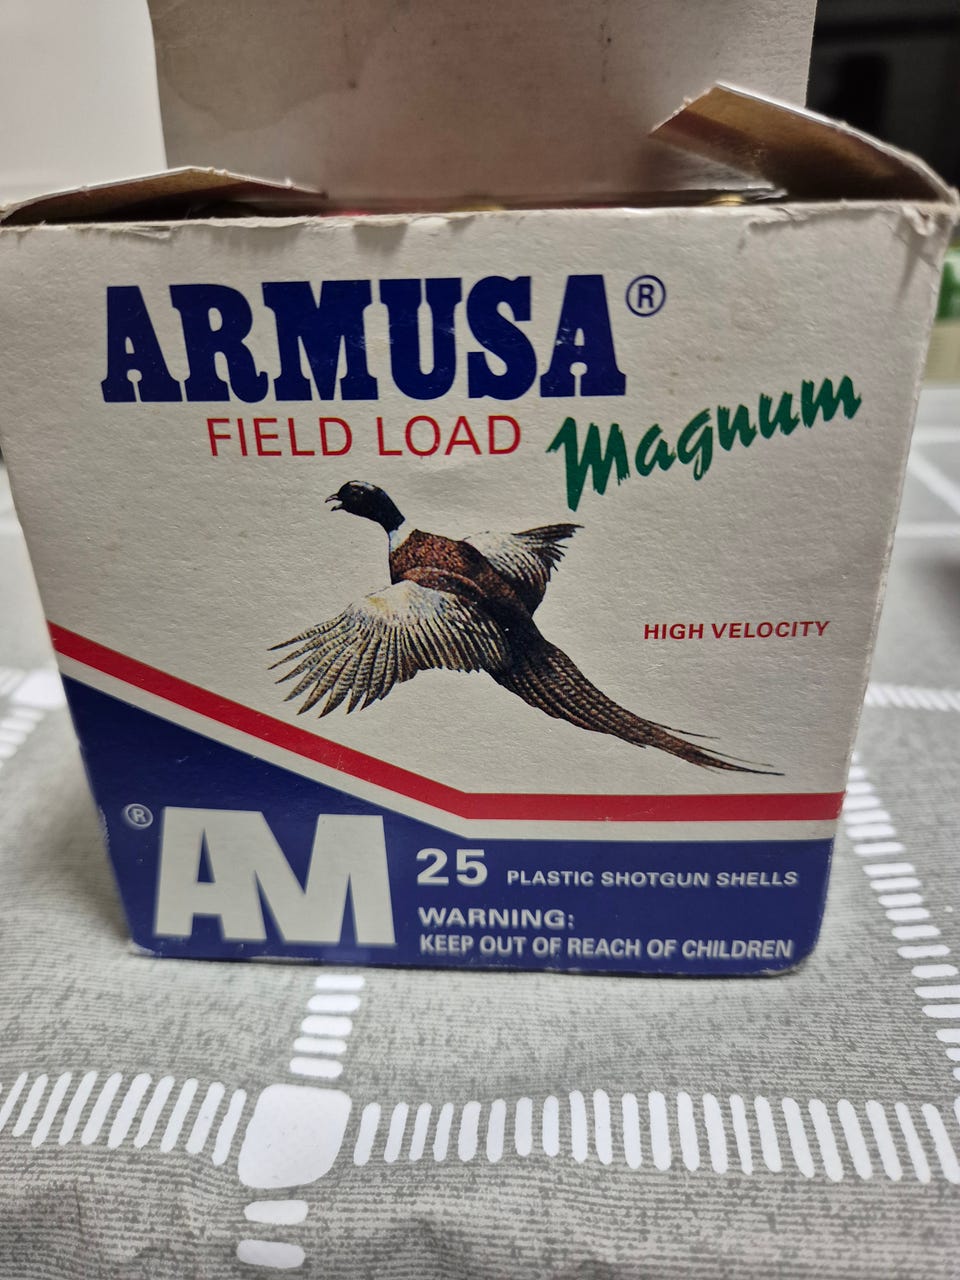 ARMUSA®
FIELD LOAD Magnum
HIGH VELOCITY
® AM
25 PLASTIC SHOTGUN SHELLS
WARNING:
KEEP OUT OF REACH OF CHILDREN